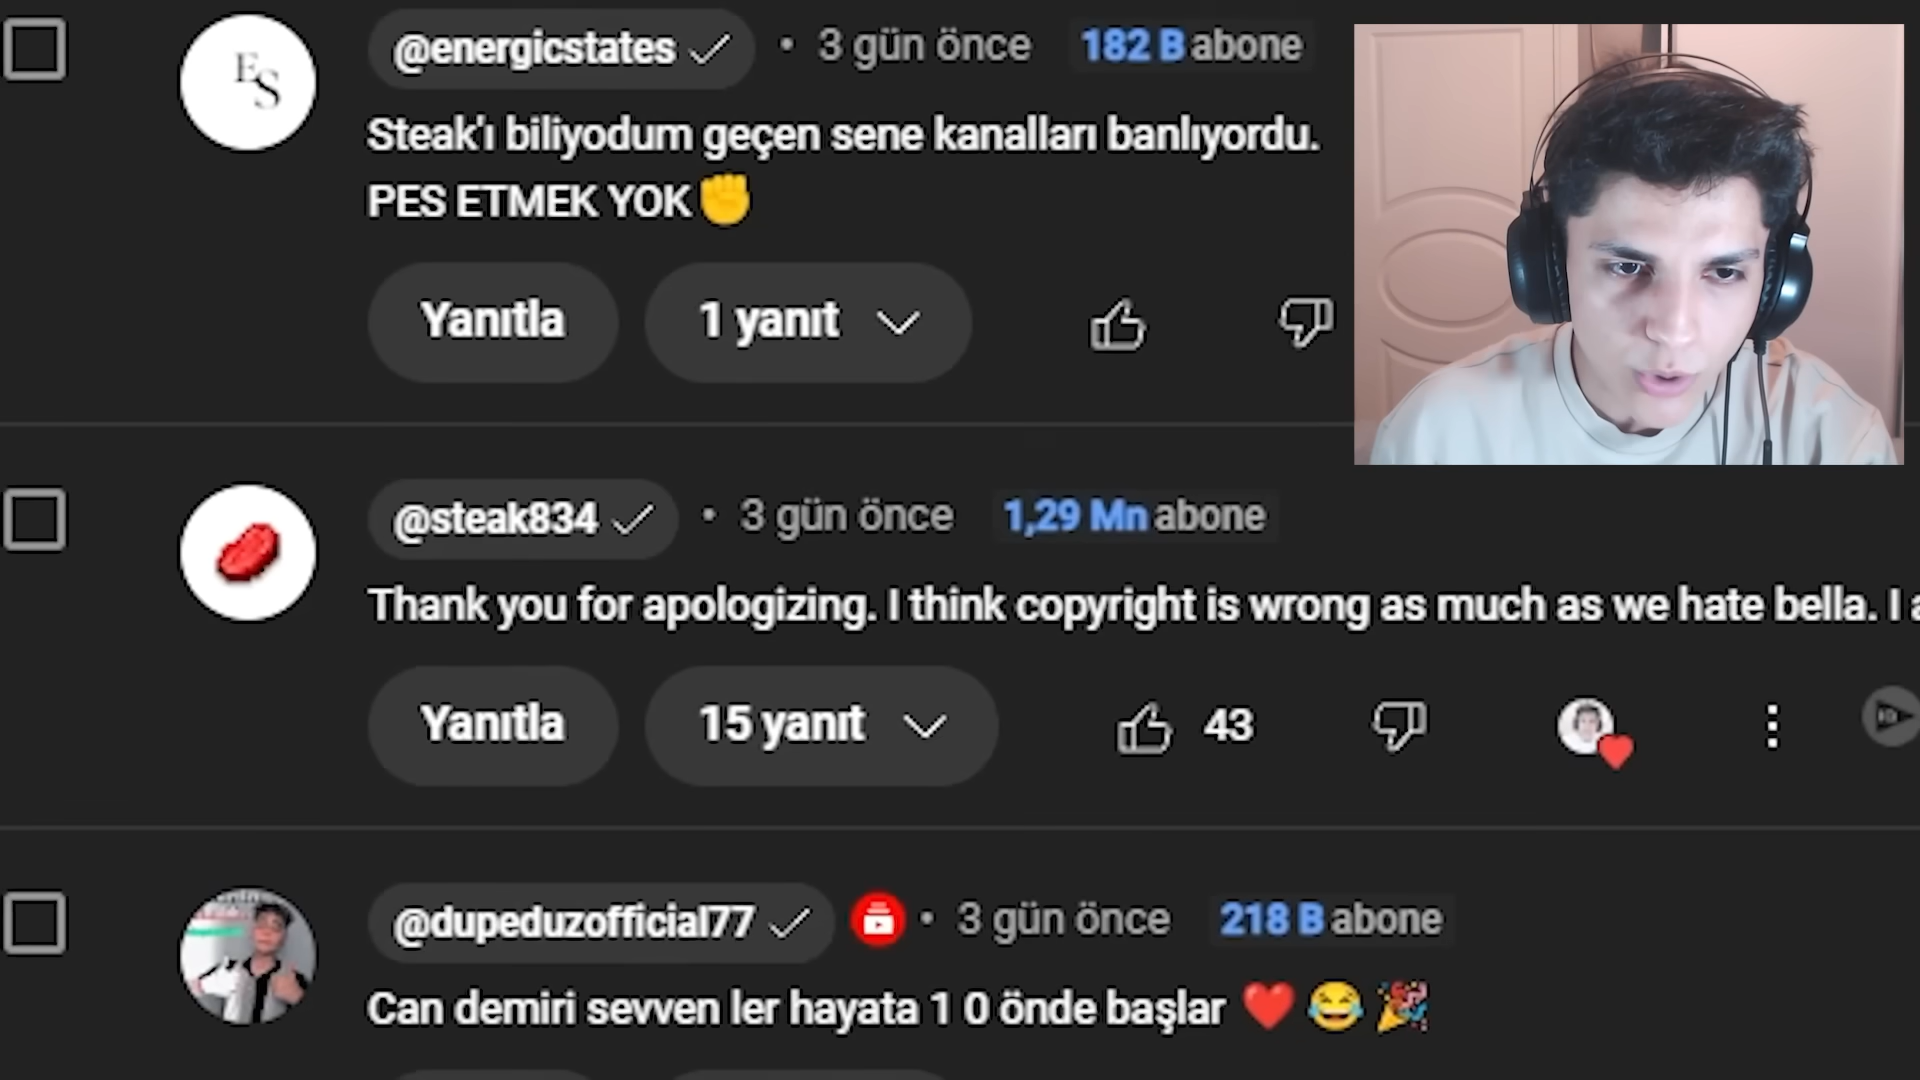 ES
@energicstates • 3 gün önce 182 B abone
Steak'ı biliyodum geçen sene kanalları banlıyordu.
PES ETMEK YOK ✊
Yanıtla 1 yanıt
@steak834 • 3 gün önce 1,29 Mn abone
Thank you for apologizing. I think copyright is wrong as much as we hate bella. I
Yanıtla 15 yanıt 43
@dupeduzofficial77 • 3 gün önce 218 B abone
Can demiri sevven ler hayata 1 0 önde başlar ❤️ 😂 🎉